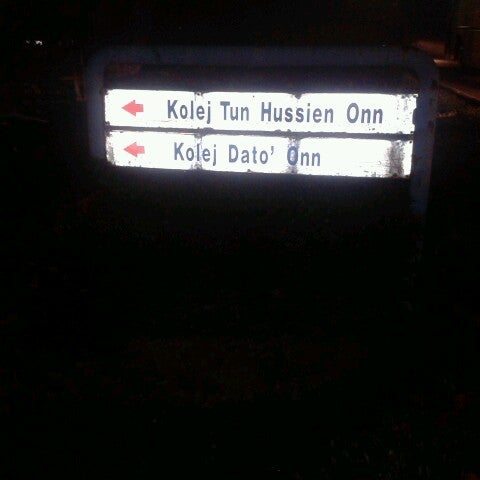 Kolej Tun Hussien Onn
Kolej Dato' Onn